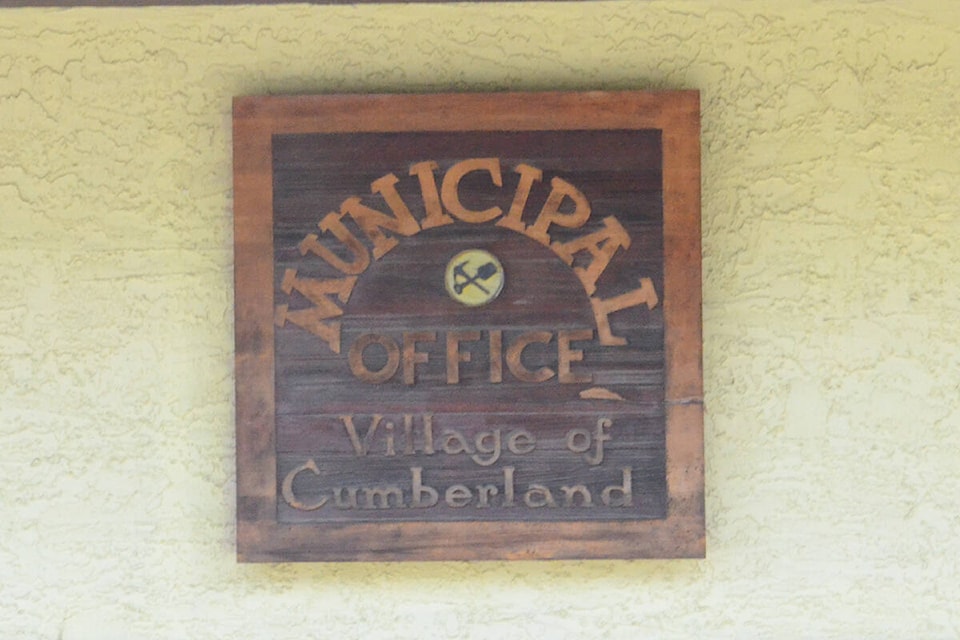 MUNICIPAL
OFFICE
Village of
Cumberland